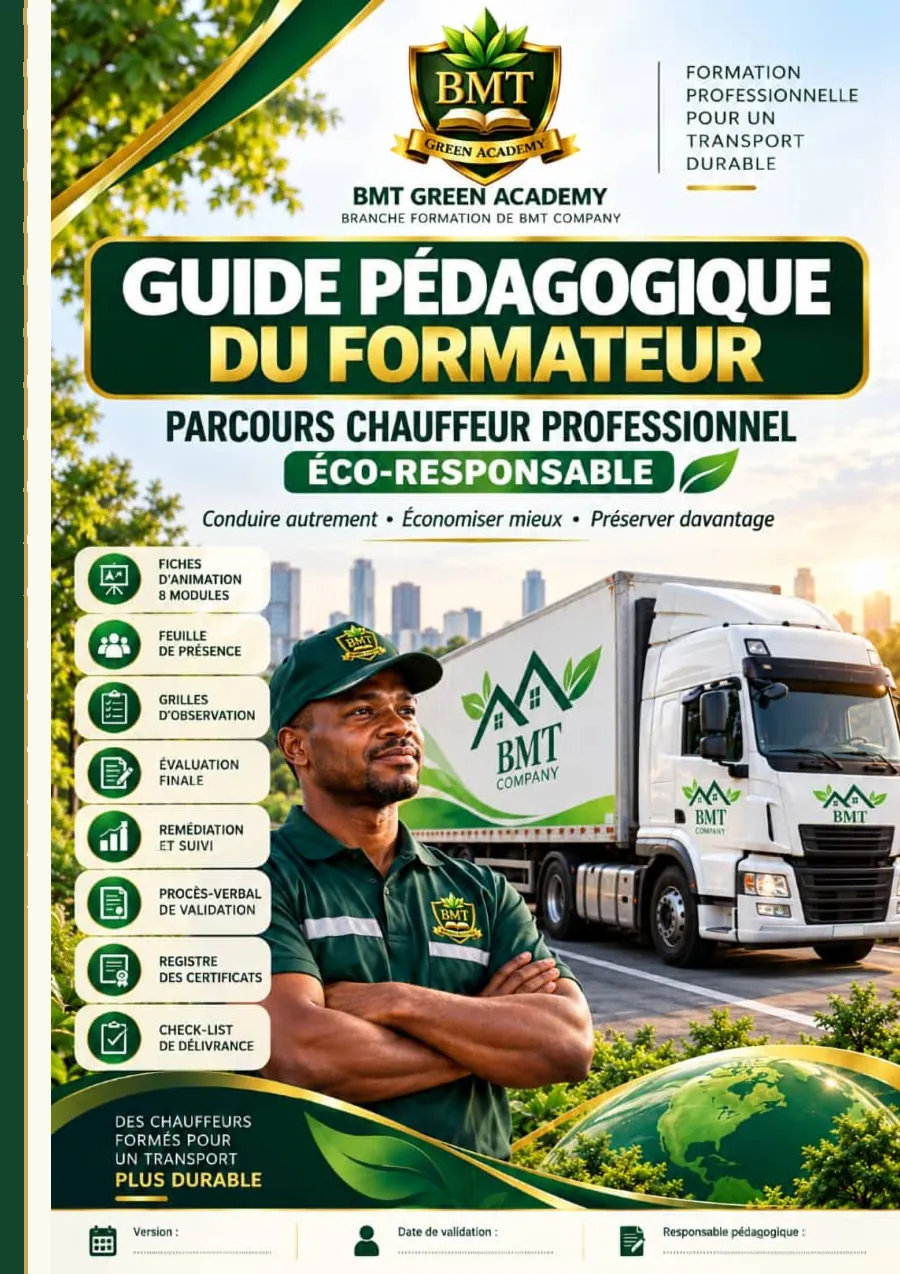 BMT
GREEN ACADEMY
BMT GREEN ACADEMY
BRANCHE FORMATION DE BMT COMPANY
FORMATION
PROFESSIONNELLE
POUR UN
TRANSPORT
DURABLE
GUIDE PÉDAGOGIQUE
DU FORMATEUR
PARCOURS CHAUFFEUR PROFESSIONNEL
ÉCO-RESPONSABLE
Conduire autrement • Économiser mieux • Préserver davantage
FICHES
D'ANIMATION
8 MODULES
FEUILLE
DE PRÉSENCE
GRILLES
D'OBSERVATION
ÉVALUATION
FINALE
REMÉDIATION
ET SUIVI
PROCÈS-VERBAL
DE VALIDATION
REGISTRE
DES CERTIFICATS
CHECK-LIST
DE DÉLIVRANCE
BMT
BMT
BMT
COMPANY
BMT
COMPANY
BMT
DES CHAUFFEURS
FORMÉS POUR
UN TRANSPORT
PLUS DURABLE
Version :
Date de validation :
Responsable pédagogique :